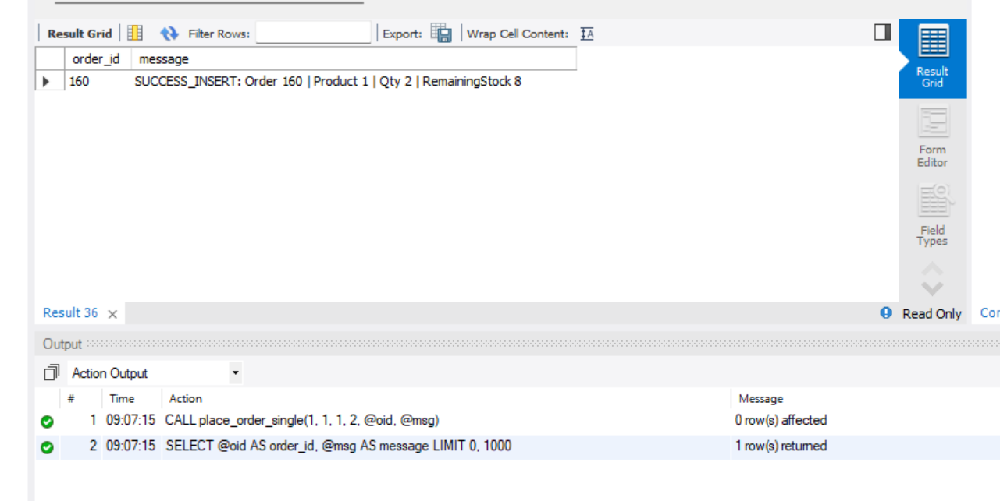 Result Grid Filter Rows: Export: Wrap Cell Content:
order_id message
160 SUCCESS_INSERT: Order 160 | Product 1 | Qty 2 | RemainingStock 8
Result
Grid
Form
Editor
Field
Types
Result 36 Read Only
Output
Action Output
# Time Action Message
1 09:07:15 CALL place_order_single(1, 1, 1, 2, @oid, @msg) 0 row(s) affected
2 09:07:15 SELECT @oid AS order_id, @msg AS message LIMIT 0, 1000 1 row(s) returned